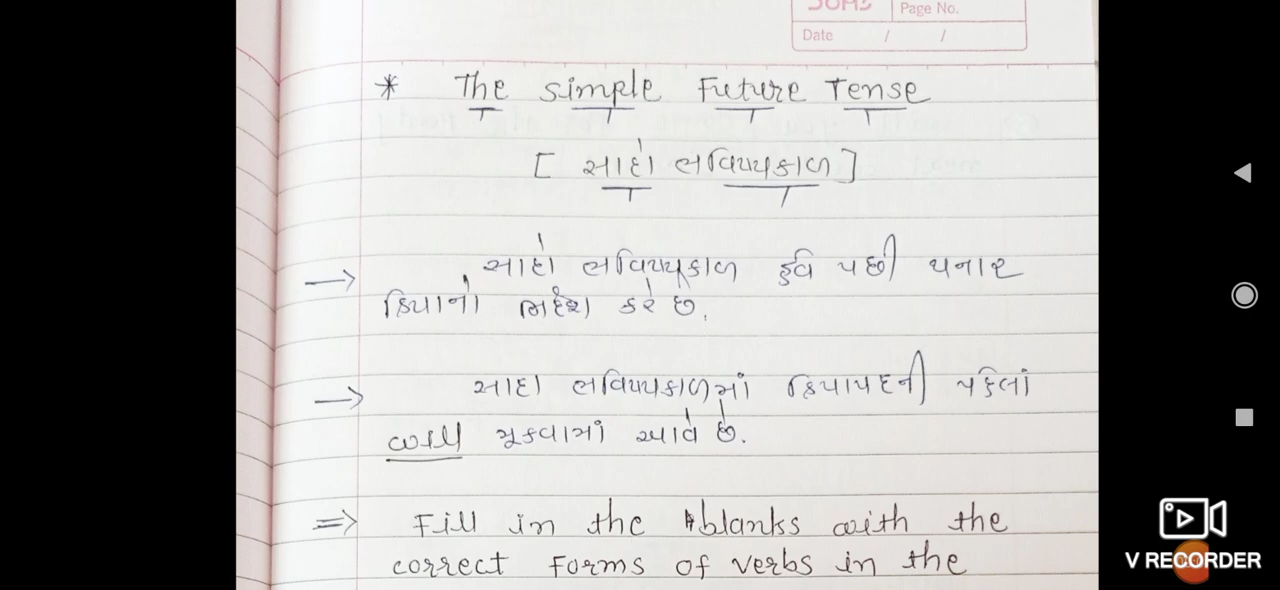 SOHS
Page No.
Date / /
* The simple Future Tense
[ સાદો ભવિષ્યકાળ ]
→ સાદો ભવિષ્યકાળ હવે પછી થનાર
ક્રિયાનો નિર્દેશ કરે છે.
→ સાદા ભવિષ્યકાળમાં ક્રિયાપદની પહેલાં
will મૂકવામાં આવે છે.
⇒ Fill in the blanks with the
correct forms of verbs in the
V RECORDER